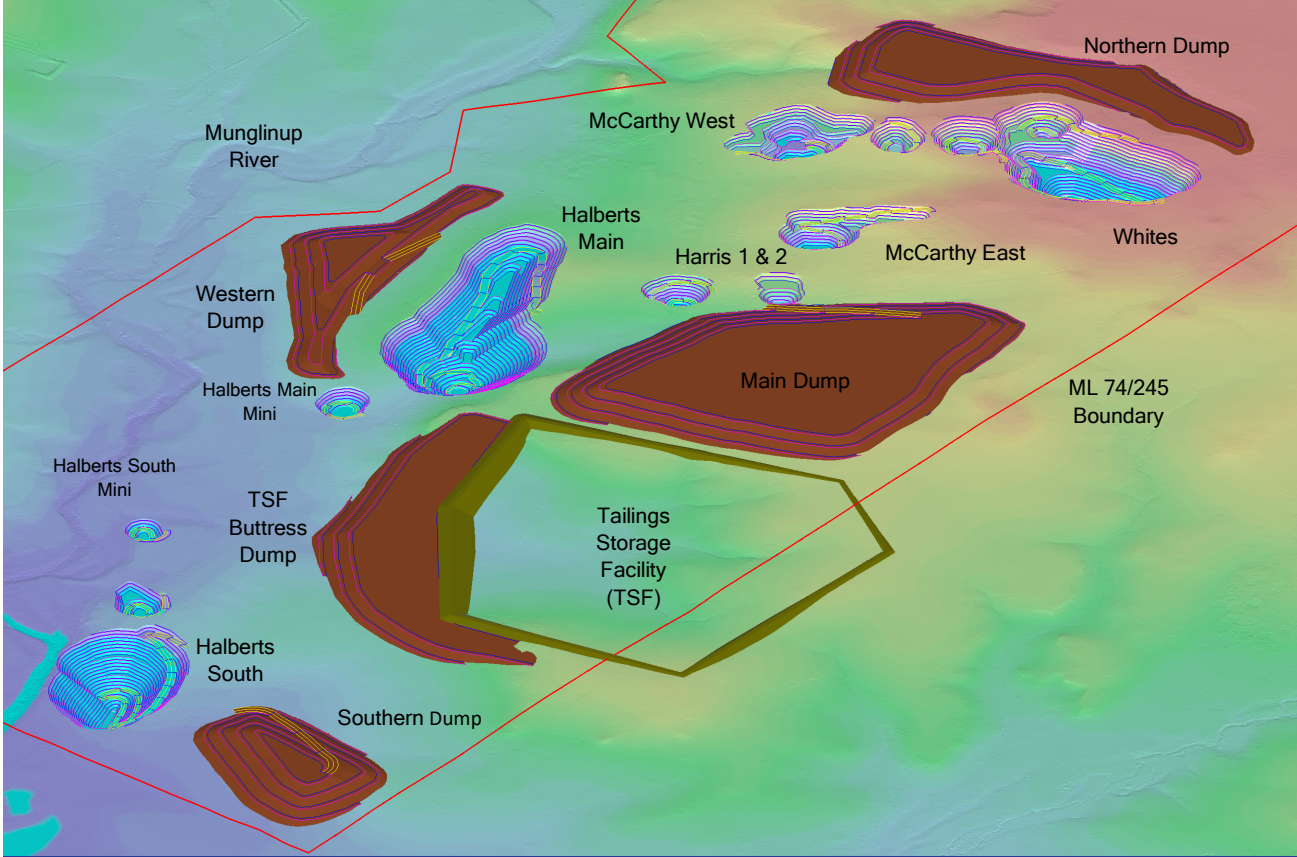 Northern Dump
McCarthy West
Munglinup
River
Halberts
Main
Whites
McCarthy East
Harris 1 & 2
Western
Dump
Main Dump
ML 74/245
Boundary
Halberts Main
Mini
Halberts South
Mini
TSF
Buttress
Dump
Tailings
Storage
Facility
(TSF)
Halberts
South
Southern Dump